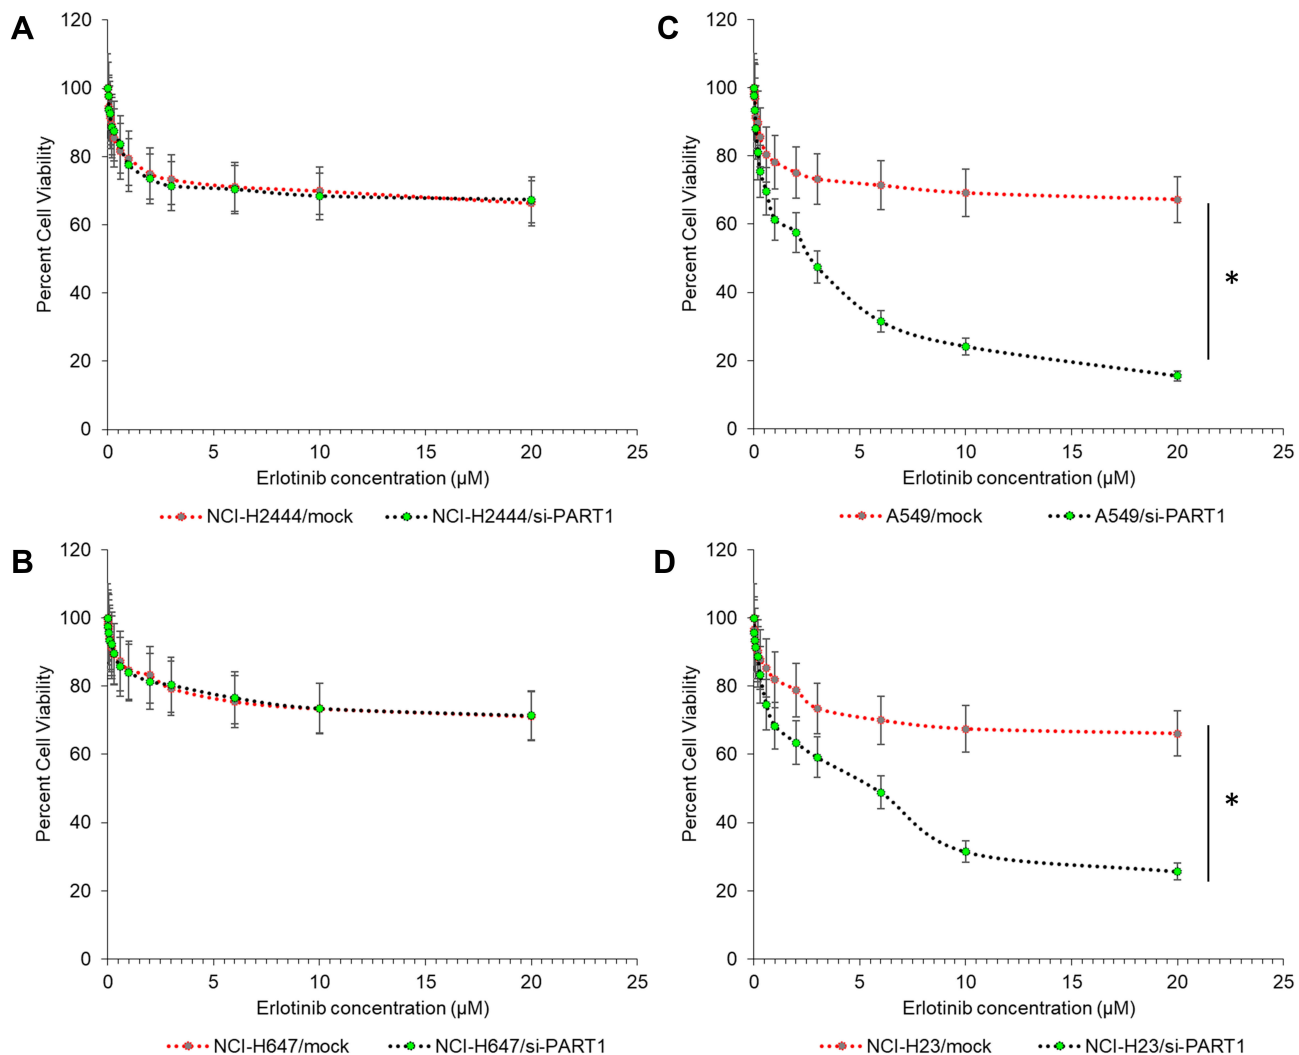 A
120
100
80
60
40
20
0
Percent Cell Viability
0 5 10 15 20 25
Erlotinib concentration (µM)
NCI-H2444/mock NCI-H2444/si-PART1
C
120
100
80
60
40
20
0
Percent Cell Viability
*
0 5 10 15 20 25
Erlotinib concentration (µM)
A549/mock A549/si-PART1
B
120
100
80
60
40
20
0
Percent Cell Viability
0 5 10 15 20 25
Erlotinib concentration (µM)
NCI-H647/mock NCI-H647/si-PART1
D
120
100
80
60
40
20
0
Percent Cell Viability
*
0 5 10 15 20 25
Erlotinib concentration (µM)
NCI-H23/mock NCI-H23/si-PART1